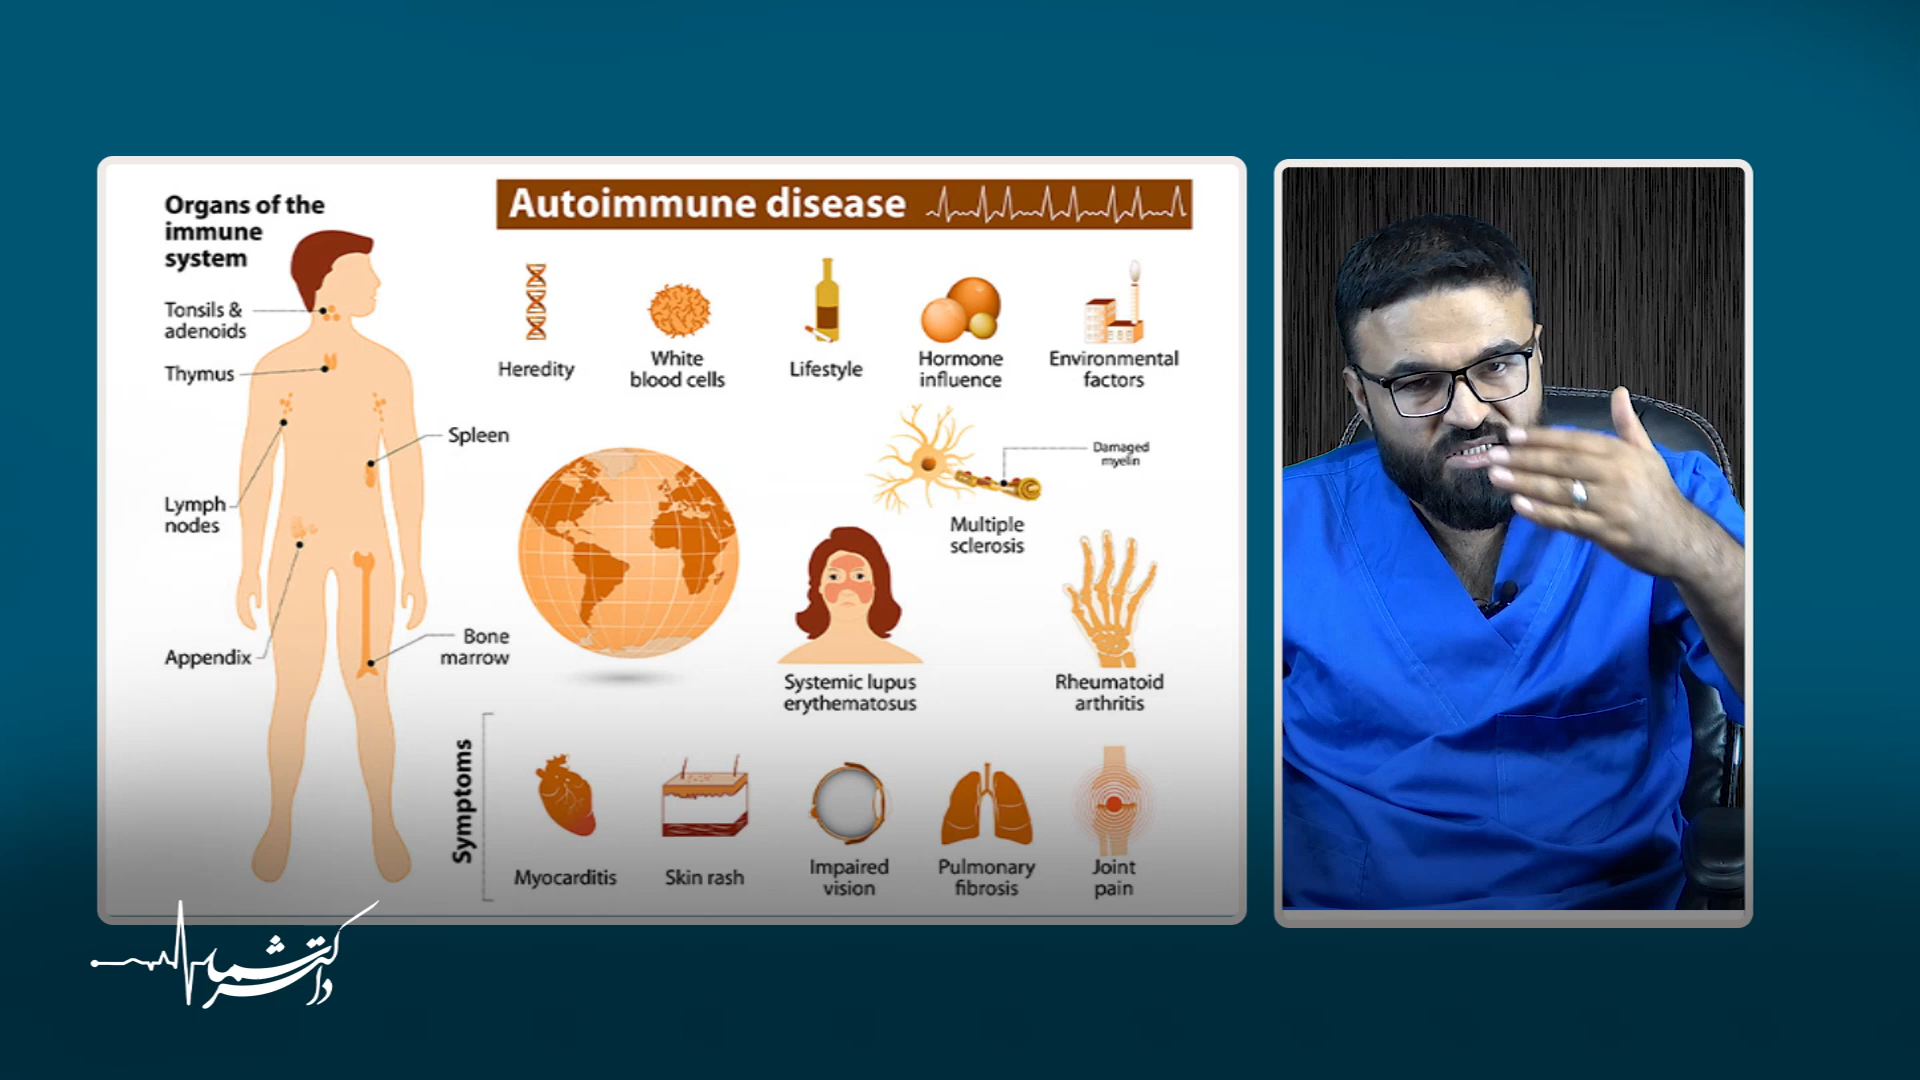 Organs of the
immune
system
Tonsils &
adenoids
Thymus
Lymph
nodes
Appendix
Spleen
Bone
marrow
Autoimmune disease
Heredity
White
blood cells
Lifestyle
Hormone
influence
Environmental
factors
Damaged
myelin
Multiple
sclerosis
Systemic lupus
erythematosus
Rheumatoid
arthritis
Symptoms
Myocarditis
Skin rash
Impaired
vision
Pulmonary
fibrosis
Joint
pain
داکتر شما